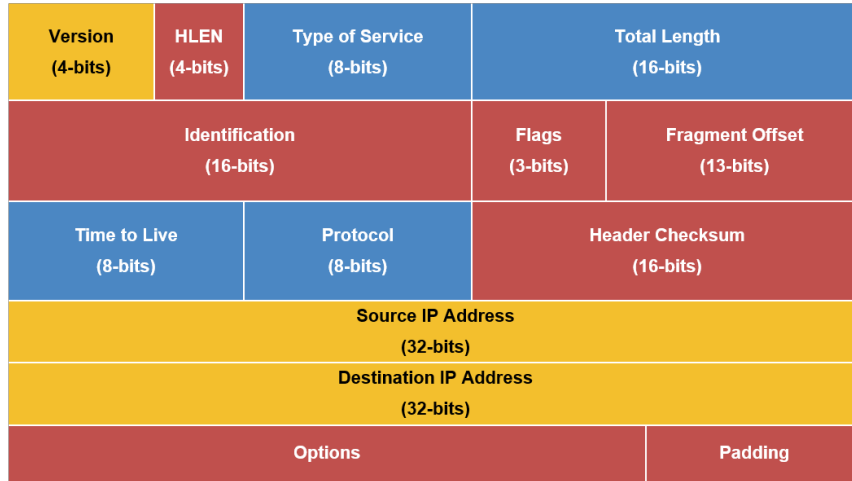 Version
(4-bits)
HLEN
(4-bits)
Type of Service
(8-bits)
Total Length
(16-bits)
Identification
(16-bits)
Flags
(3-bits)
Fragment Offset
(13-bits)
Time to Live
(8-bits)
Protocol
(8-bits)
Header Checksum
(16-bits)
Source IP Address
(32-bits)
Destination IP Address
(32-bits)
Options
Padding